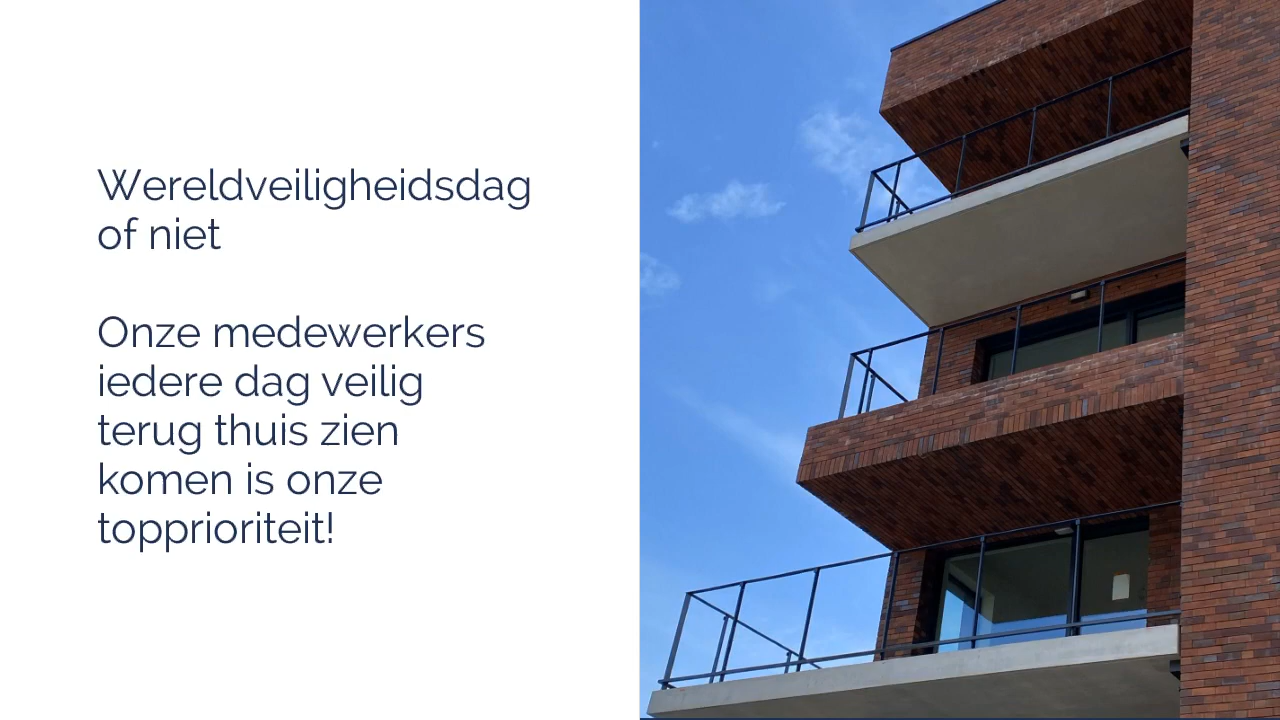 Wereldveiligheidsdag
of niet
Onze medewerkers
iedere dag veilig
terug thuis zien
komen is onze
topprioriteit!